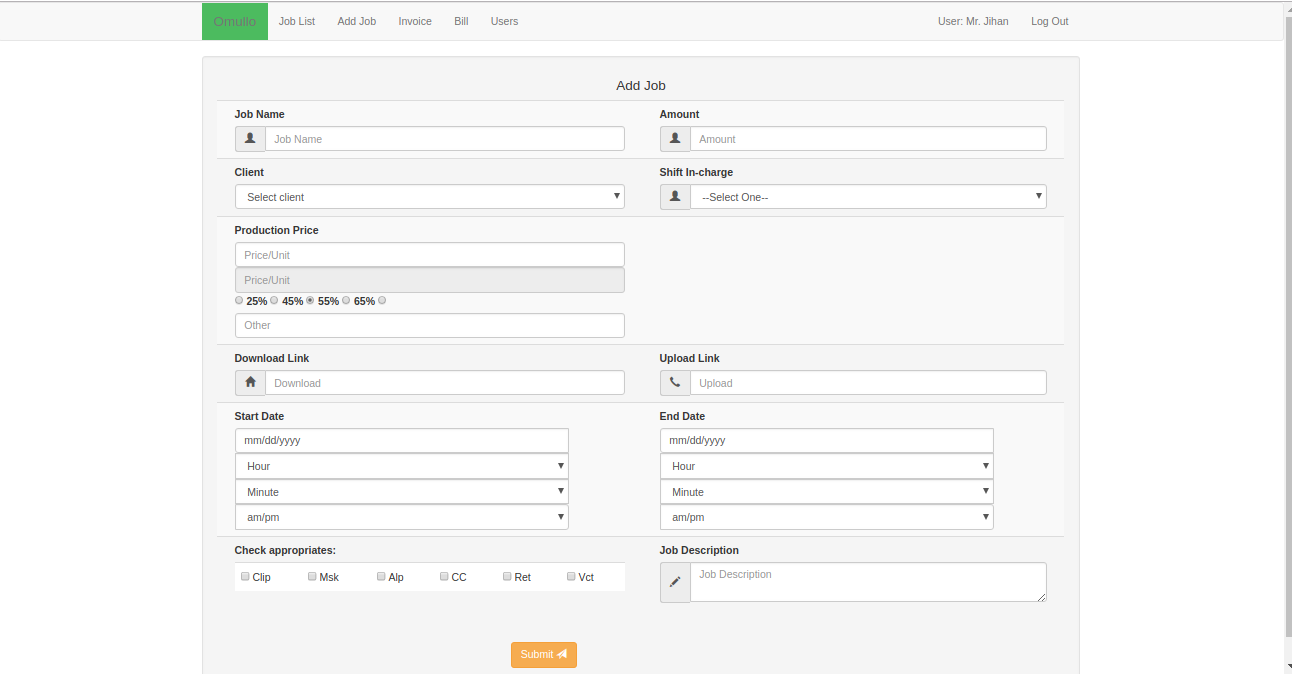 Omullo Job List Add Job Invoice Bill Users User: Mr. Jihan Log Out
Add Job
Job Name Amount
Job Name Amount
Client Shift In-charge
Select client --Select One--
Production Price
Price/Unit
Price/Unit
25% 45% 55% 65%
Other
Download Link Upload Link
Download Upload
Start Date End Date
mm/dd/yyyy mm/dd/yyyy
Hour Hour
Minute Minute
am/pm am/pm
Check appropriates: Job Description
Clip Msk Alp CC Ret Vct Job Description
Submit